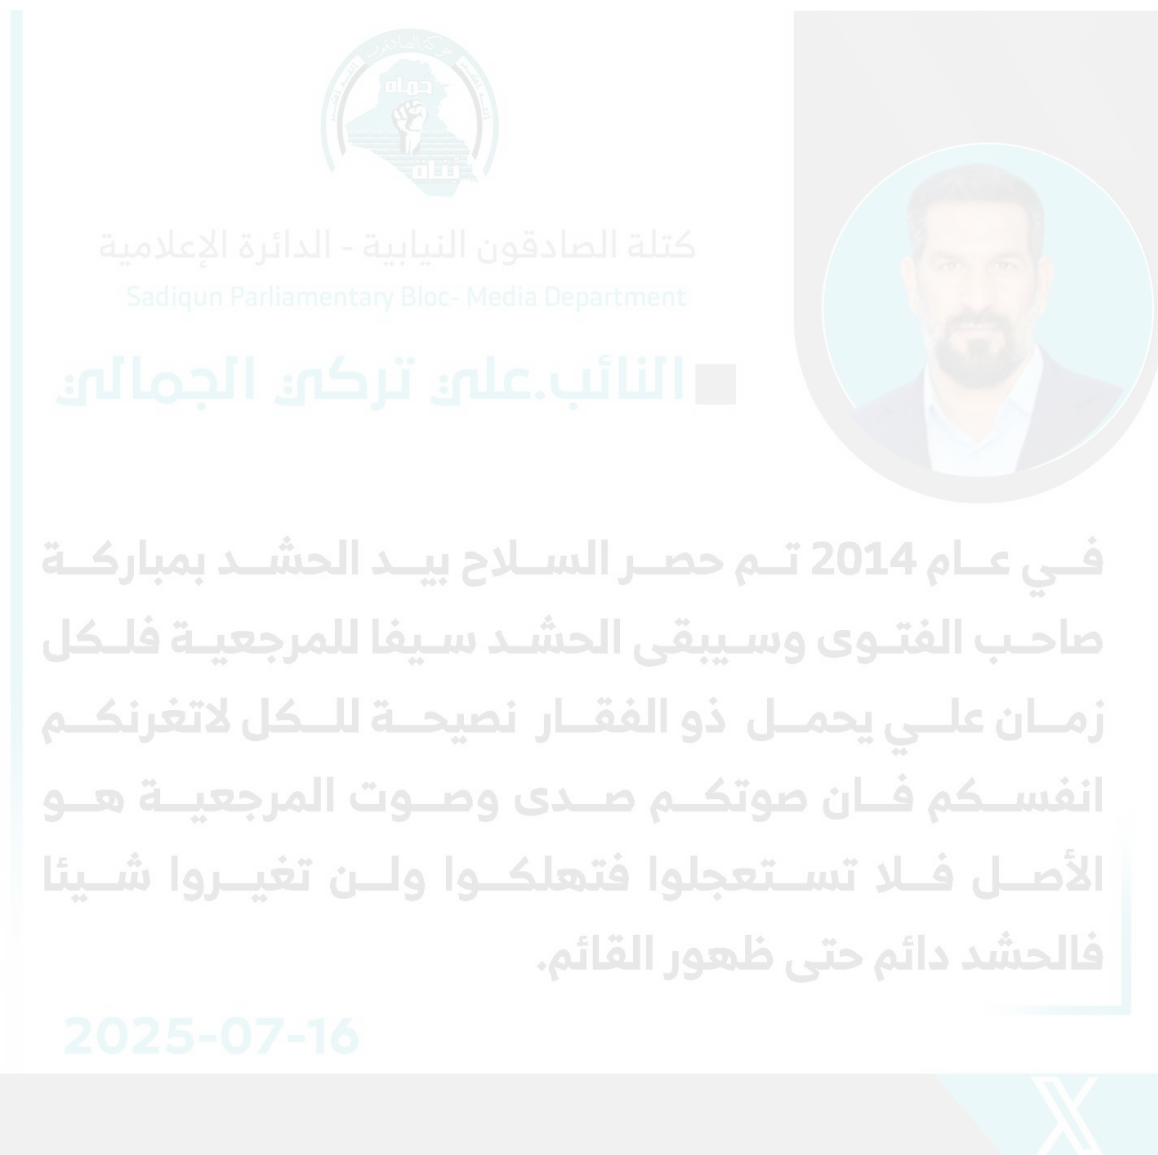 حماة
بناة
كتلة الصادقون النيابية - الدائرة الإعلامية
Sadiqun Parliamentary Bloc- Media Department
النائب.علي تركي الجمالي
في عام 2014 تم حصر السلاح بيد الحشد بمباركة
صاحب الفتوى وسيبقى الحشد سيفا للمرجعية فلكل
زمان علي يحمل ذو الفقار نصيحة للكل لاتغرنكم
انفسكم فان صوتكم صدى وصوت المرجعية هو
الأصل فلا تستعجلوا فتهلكوا ولن تغيروا شيئا
فالحشد دائم حتى ظهور القائم.
2025-07-16